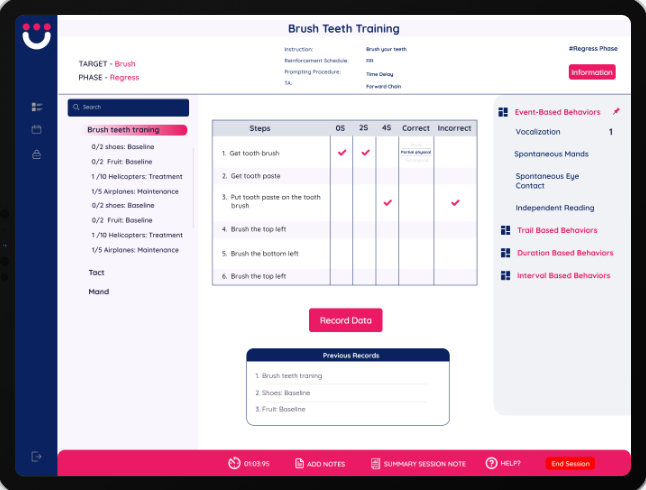 Brush Teeth Training
TARGET - Brush
PHASE - Regress
Instruction: Brush your teeth
Reinforcement Schedule: FR1
Prompting Procedure: Time Delay
TA: Forward Chain
#Regress Phase
Information
Search
Brush teeth traning
0/2 shoes: Baseline
0/2 Fruit: Baseline
1 /10 Helicopters: Treatment
1/5 Airplanes: Maintenance
0/2 shoes: Baseline
0/2 Fruit: Baseline
1 /10 Helicopters: Treatment
1/5 Airplanes: Maintenance
Tact
Mand
Steps 0S 2S 4S Correct Incorrect
1. Get tooth brush
Partial physical
2. Get tooth paste
3. Put tooth paste on the tooth
brush
4. Brush the top left
5. Brush the bottom left
6. Brush the top left
Record Data
Previous Records
1. Brush teeth traning
2. Shoes: Baseline
3. Fruit: Baseline
Event-Based Behaviors
Vocalization 1
Spontaneous Mands
Spontaneous Eye
Contact
Independent Reading
Trail Based Behaviors
Duration Based Behaviors
Interval Based Behaviors
01:03:95
ADD NOTES
SUMMARY SESSION NOTE
HELP?
End Session